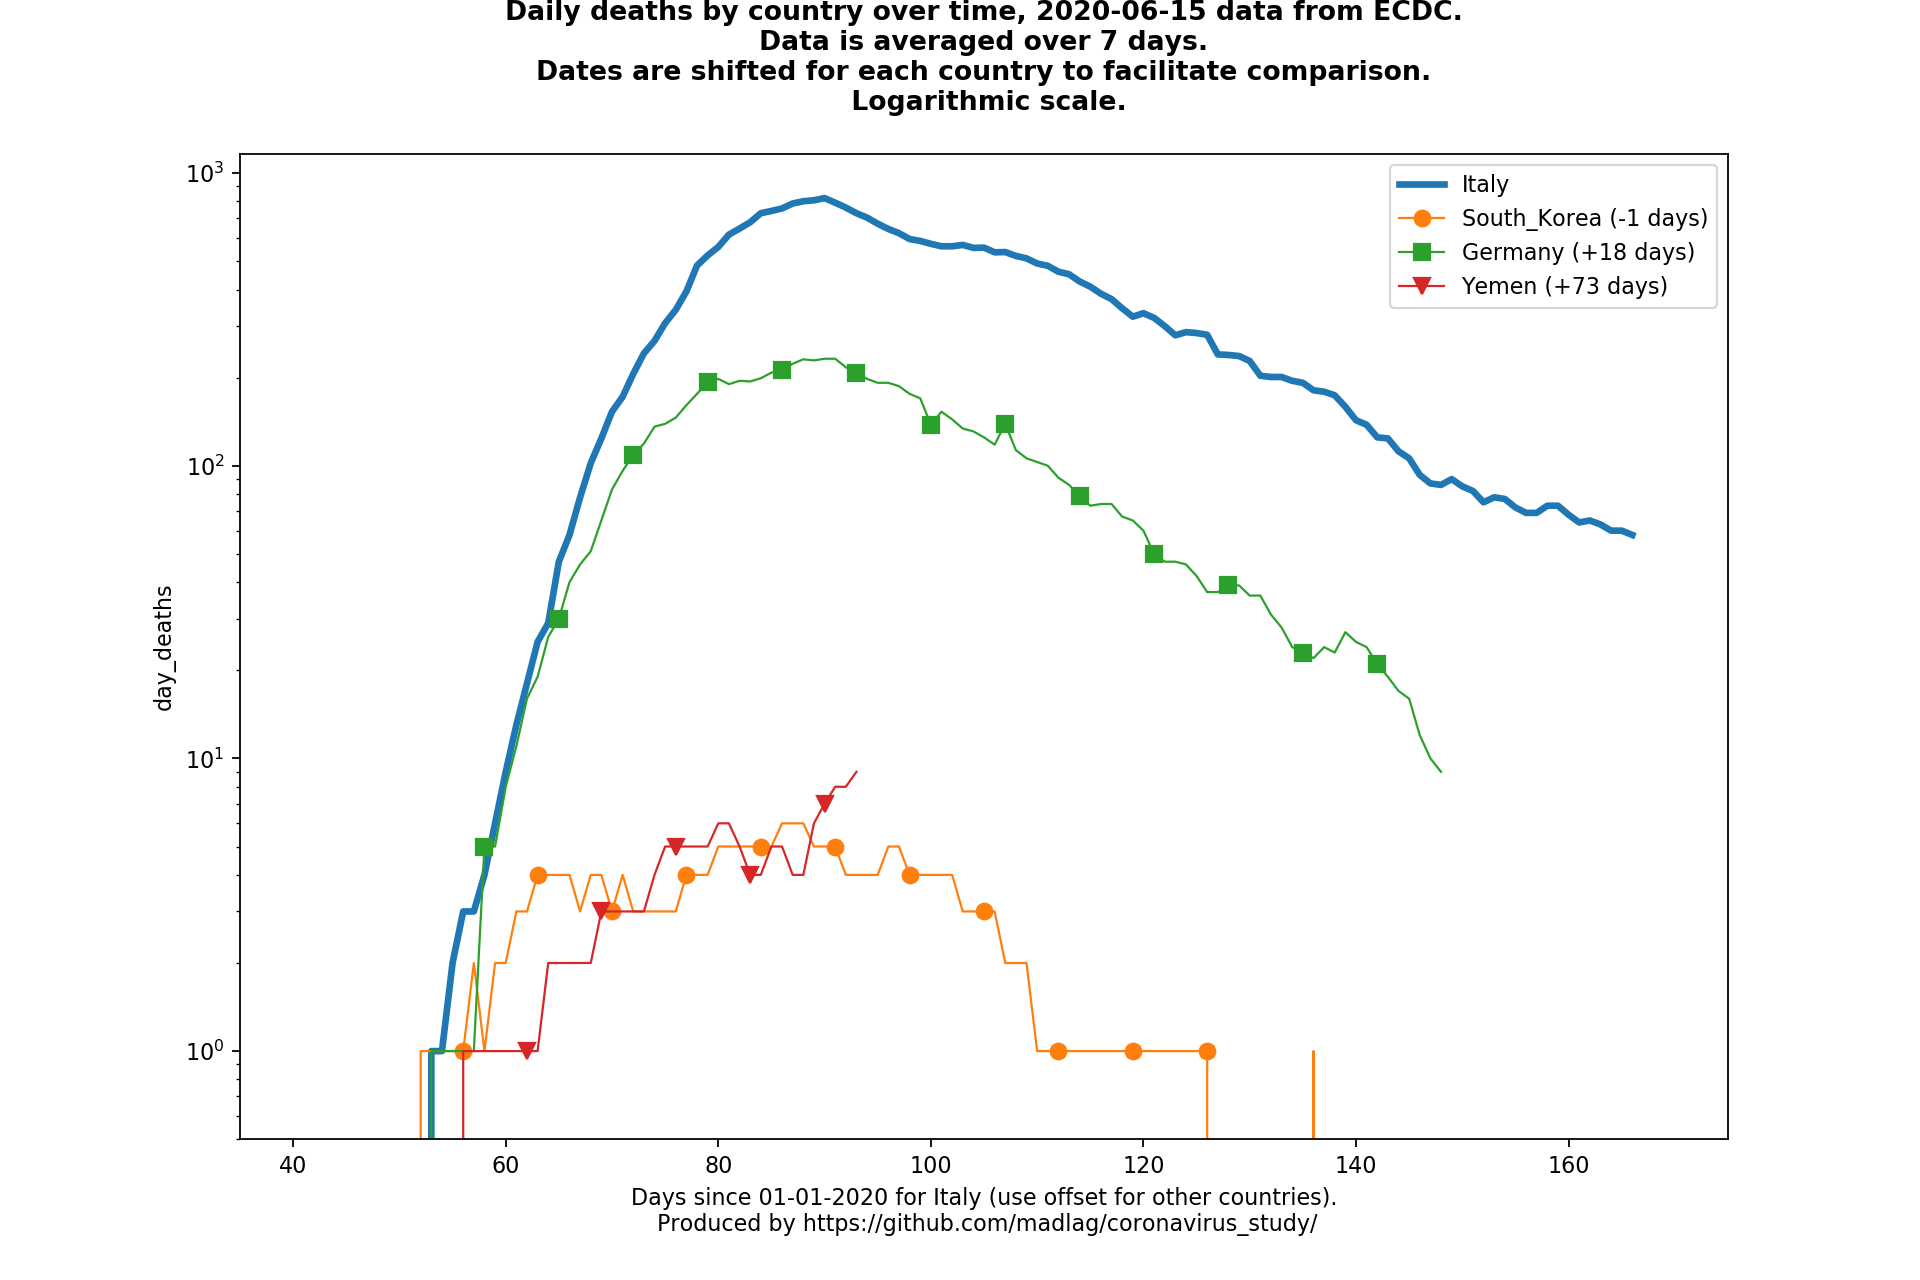 Daily deaths by country over time, 2020-06-15 data from ECDC.
Data is averaged over 7 days.
Dates are shifted for each country to facilitate comparison.
Logarithmic scale.
10³
10²
10¹
10⁰
day_deaths
Italy
South_Korea (-1 days)
Germany (+18 days)
Yemen (+73 days)
40 60 80 100 120 140 160
Days since 01-01-2020 for Italy (use offset for other countries).
Produced by https://github.com/madlag/coronavirus_study/